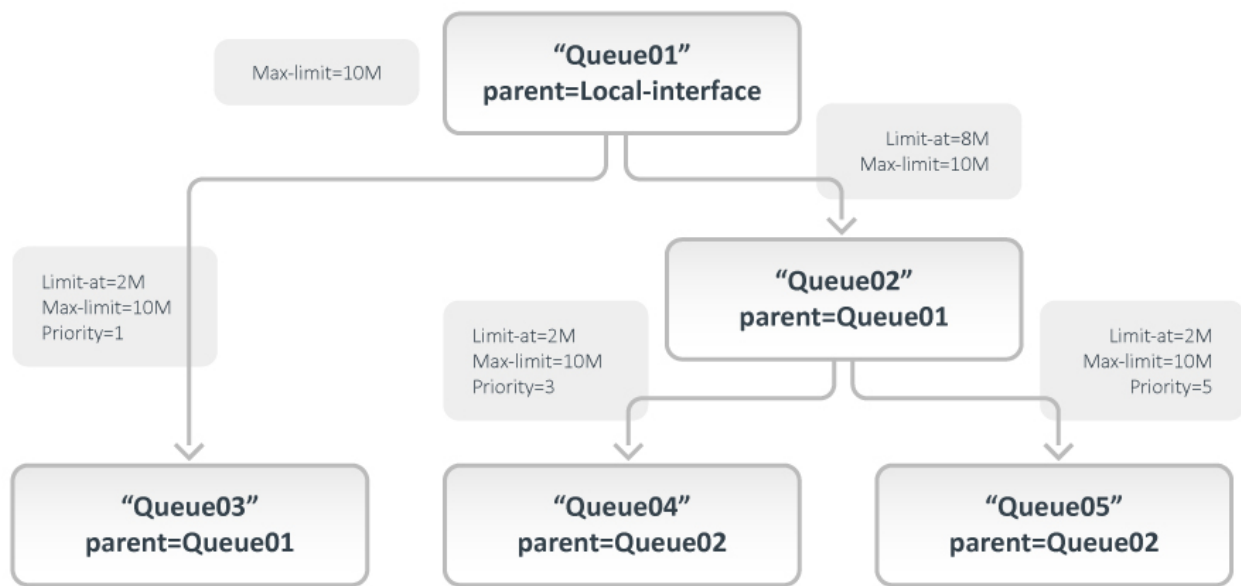 “Queue01”
parent=Local-interface
Max-limit=10M
Limit-at=8M
Max-limit=10M
“Queue02”
parent=Queue01
Limit-at=2M
Max-limit=10M
Priority=1
Limit-at=2M
Max-limit=10M
Priority=3
Limit-at=2M
Max-limit=10M
Priority=5
“Queue03”
parent=Queue01
“Queue04”
parent=Queue02
“Queue05”
parent=Queue02